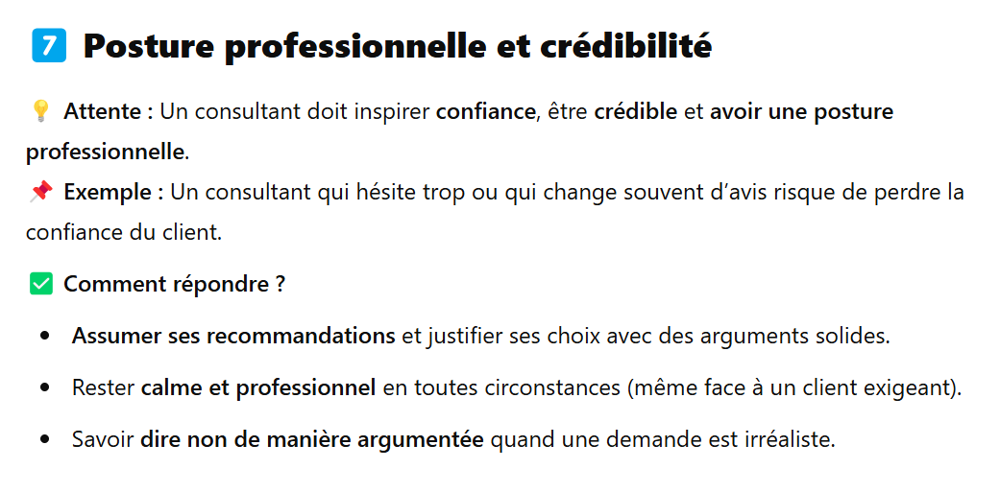 7️⃣ Posture professionnelle et crédibilité
💡 Attente : Un consultant doit inspirer confiance, être crédible et avoir une posture
professionnelle.
📌 Exemple : Un consultant qui hésite trop ou qui change souvent d’avis risque de perdre la
confiance du client.
✅ Comment répondre ?
• Assumer ses recommandations et justifier ses choix avec des arguments solides.
• Rester calme et professionnel en toutes circonstances (même face à un client exigeant).
• Savoir dire non de manière argumentée quand une demande est irréaliste.